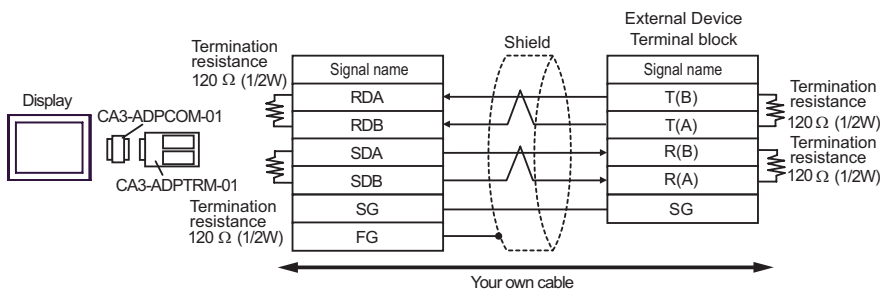 External Device
Terminal block
Shield
Termination
resistance
120 Ω (1/2W)
Signal name
Signal name
RDA
T(B)
Termination
resistance
120 Ω (1/2W)
Display
CA3-ADPCOM-01
RDB
T(A)
SDA
R(B)
Termination
resistance
120 Ω (1/2W)
CA3-ADPTRM-01
SDB
R(A)
Termination
resistance
120 Ω (1/2W)
SG
SG
FG
Your own cable